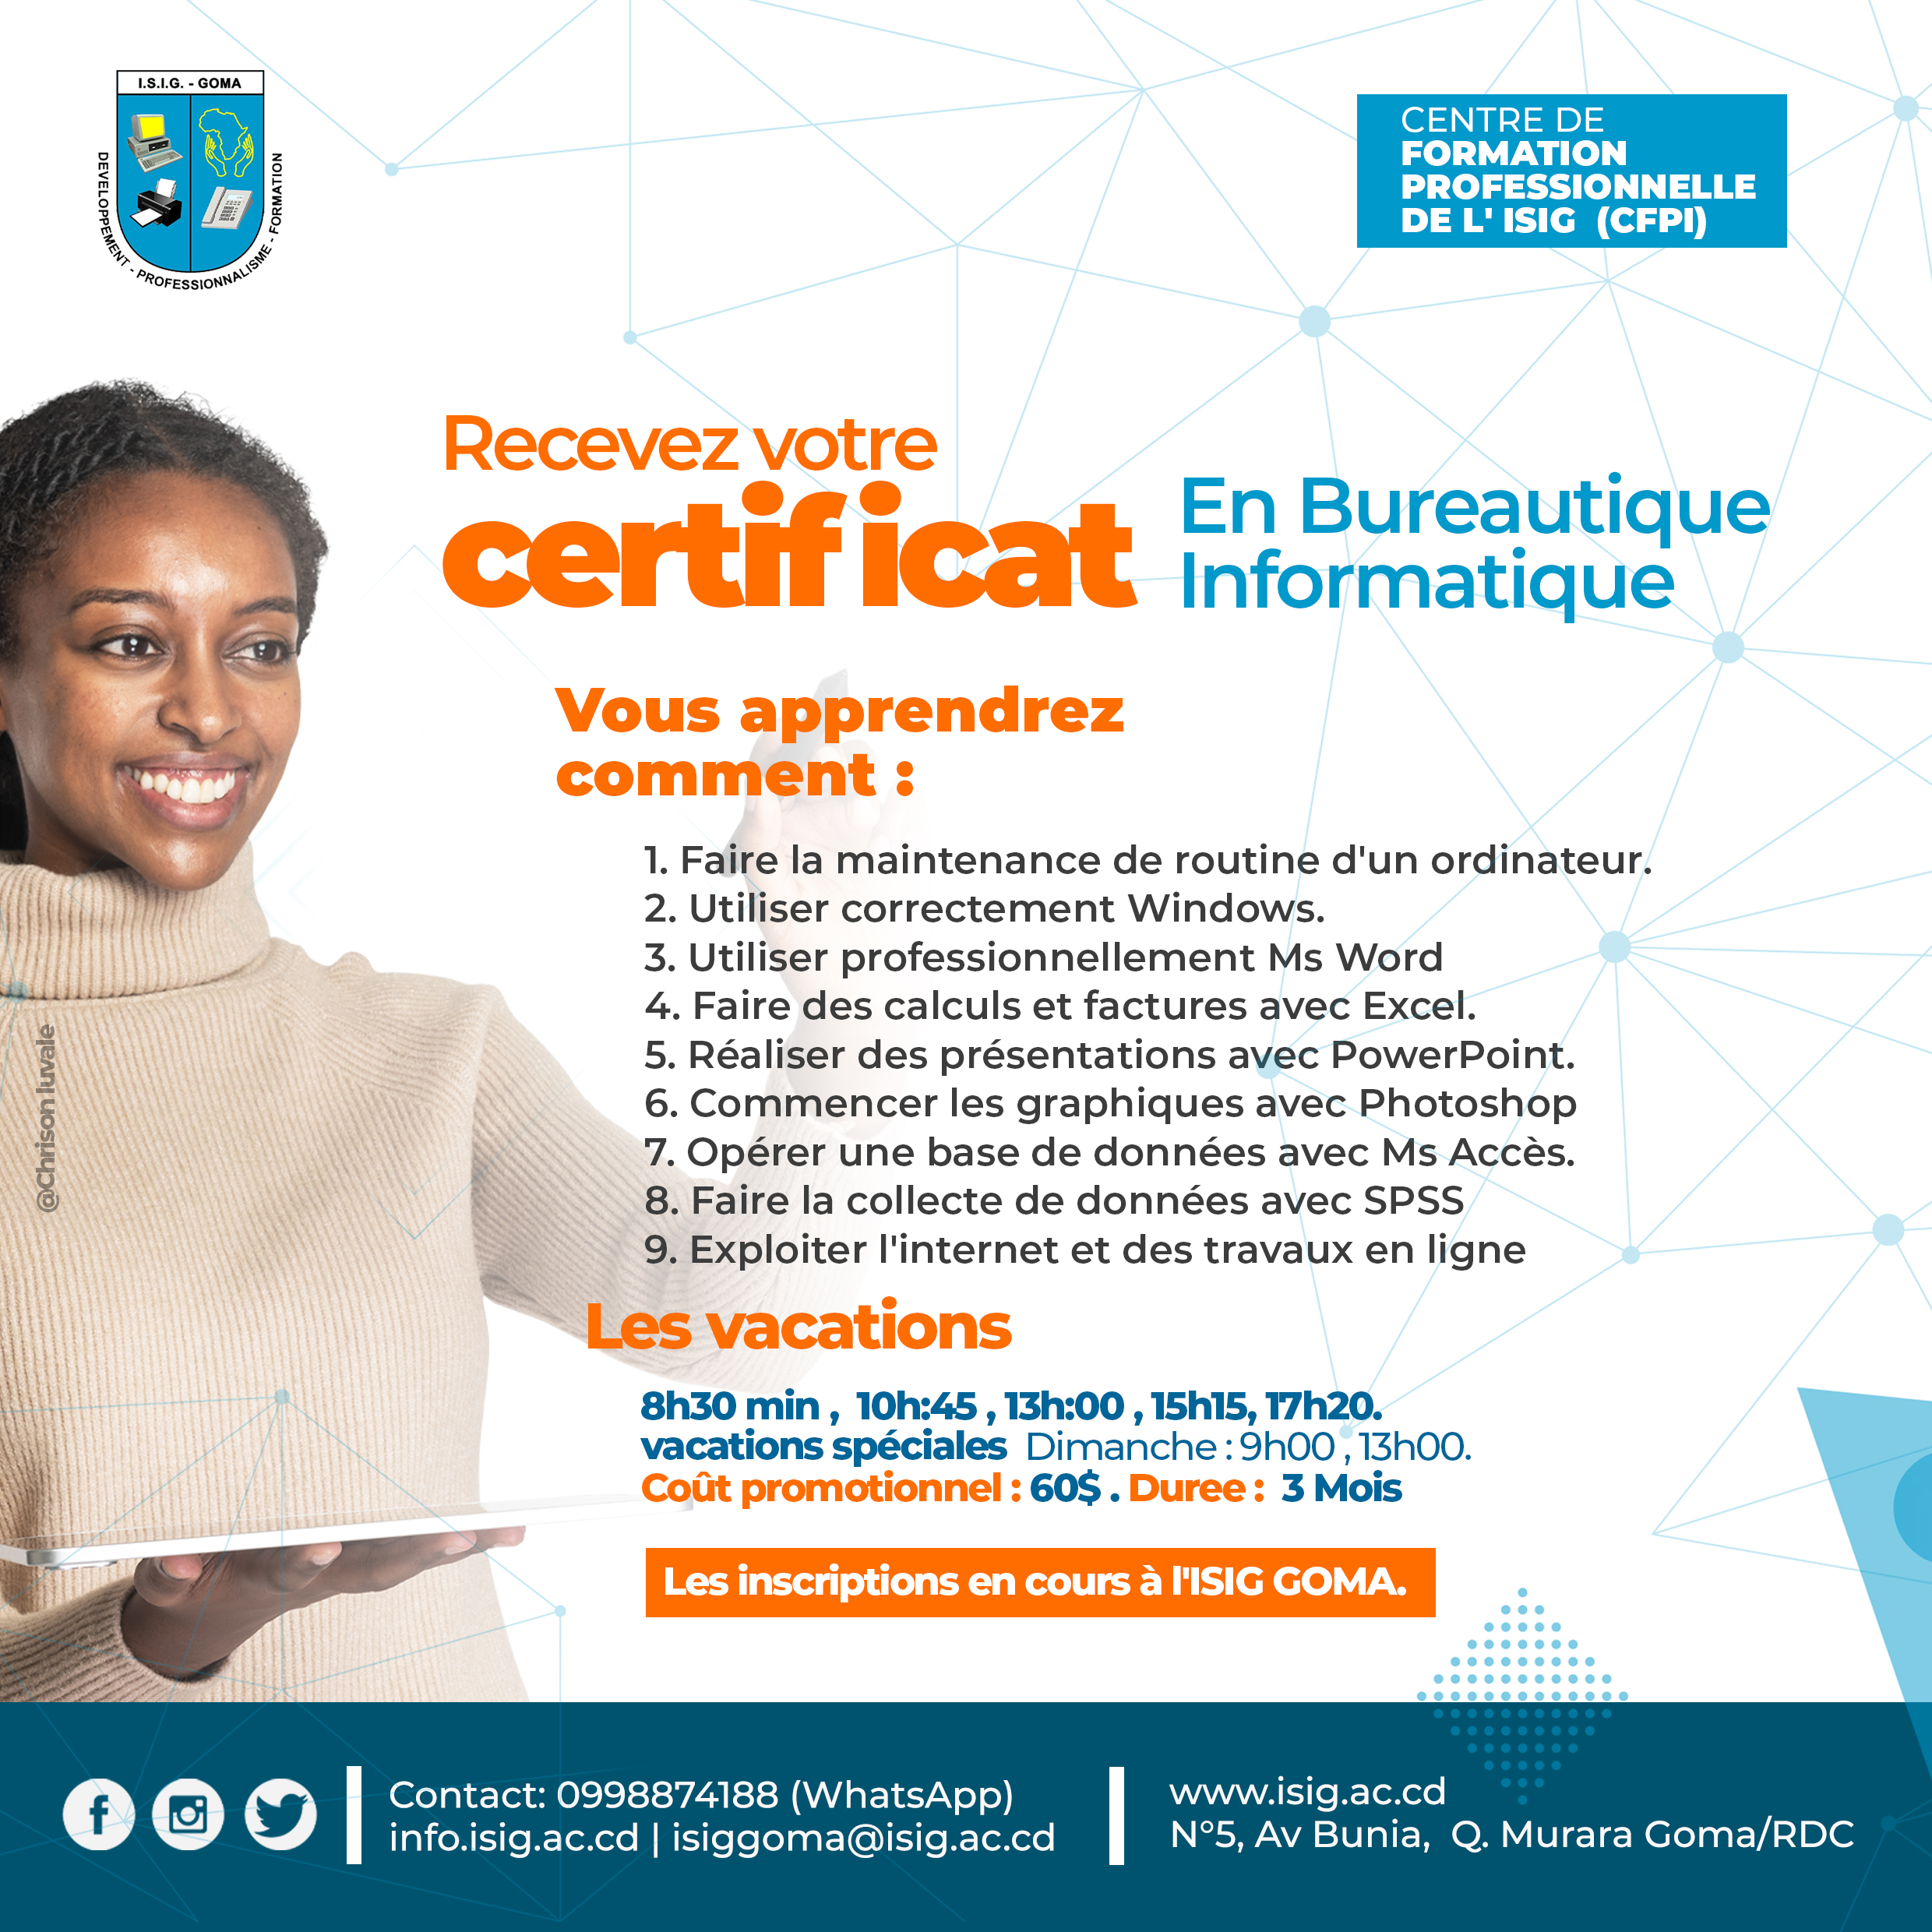 I.S.I.G. - GOMA
DEVELOPPEMENT - PROFESSIONNALISME - FORMATION
CENTRE DE
FORMATION
PROFESSIONNELLE
DE L' ISIG (CFPI)
Recevez votre
certificat
En Bureautique
Informatique
Vous apprendrez
comment :
1. Faire la maintenance de routine d'un ordinateur.
2. Utiliser correctement Windows.
3. Utiliser professionnellement Ms Word
4. Faire des calculs et factures avec Excel.
5. Réaliser des présentations avec PowerPoint.
6. Commencer les graphiques avec Photoshop
7. Opérer une base de données avec Ms Accès.
8. Faire la collecte de données avec SPSS
9. Exploiter l'internet et des travaux en ligne
@Chrison luvale
Les vacations
8h30 min , 10h:45 , 13h:00 , 15h15, 17h20.
vacations spéciales Dimanche : 9h00 , 13h00.
Coût promotionnel : 60$ . Duree : 3 Mois
Les inscriptions en cours à l'ISIG GOMA.
Contact: 0998874188 (WhatsApp)
info.isig.ac.cd | isiggoma@isig.ac.cd
www.isig.ac.cd
N°5, Av Bunia, Q. Murara Goma/RDC